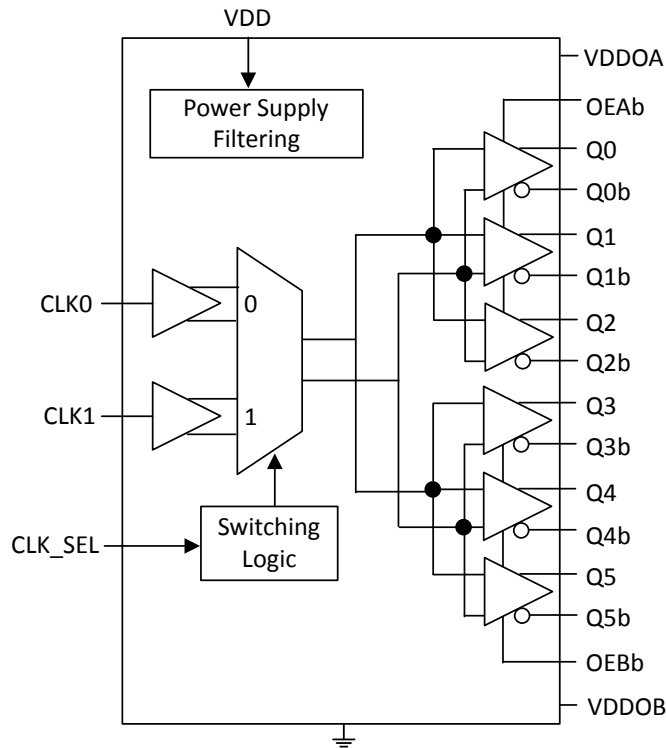 VDD
VDDOA
Power Supply
Filtering
OEAb
Q0
Q0b
Q1
Q1b
CLK0
0
Q2
Q2b
Q3
CLK1
1
Q3b
Q4
Switching
Logic
CLK_SEL
Q4b
Q5
Q5b
OEBb
VDDOB